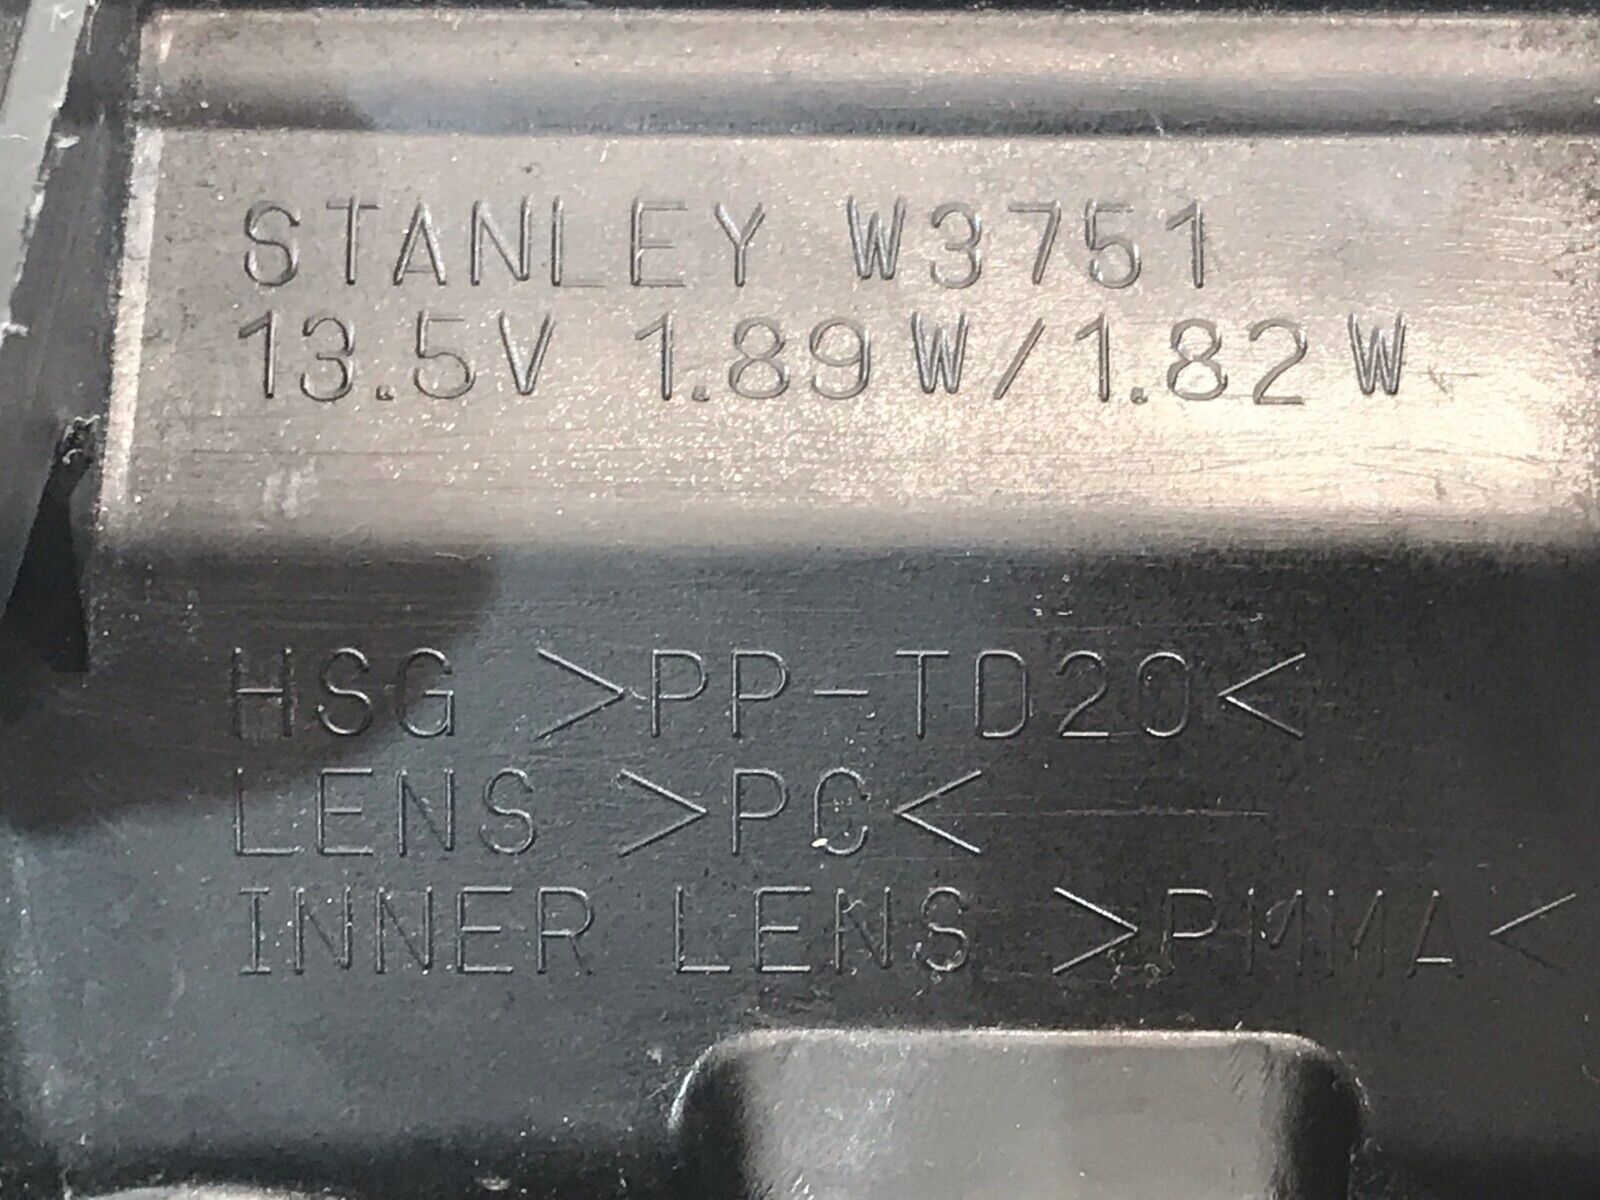 STANLEY W3751
13.5V 1.89W/1.82W
HSG >PP-TD20<
LENS >PC<
INNER LENS >PMMA<